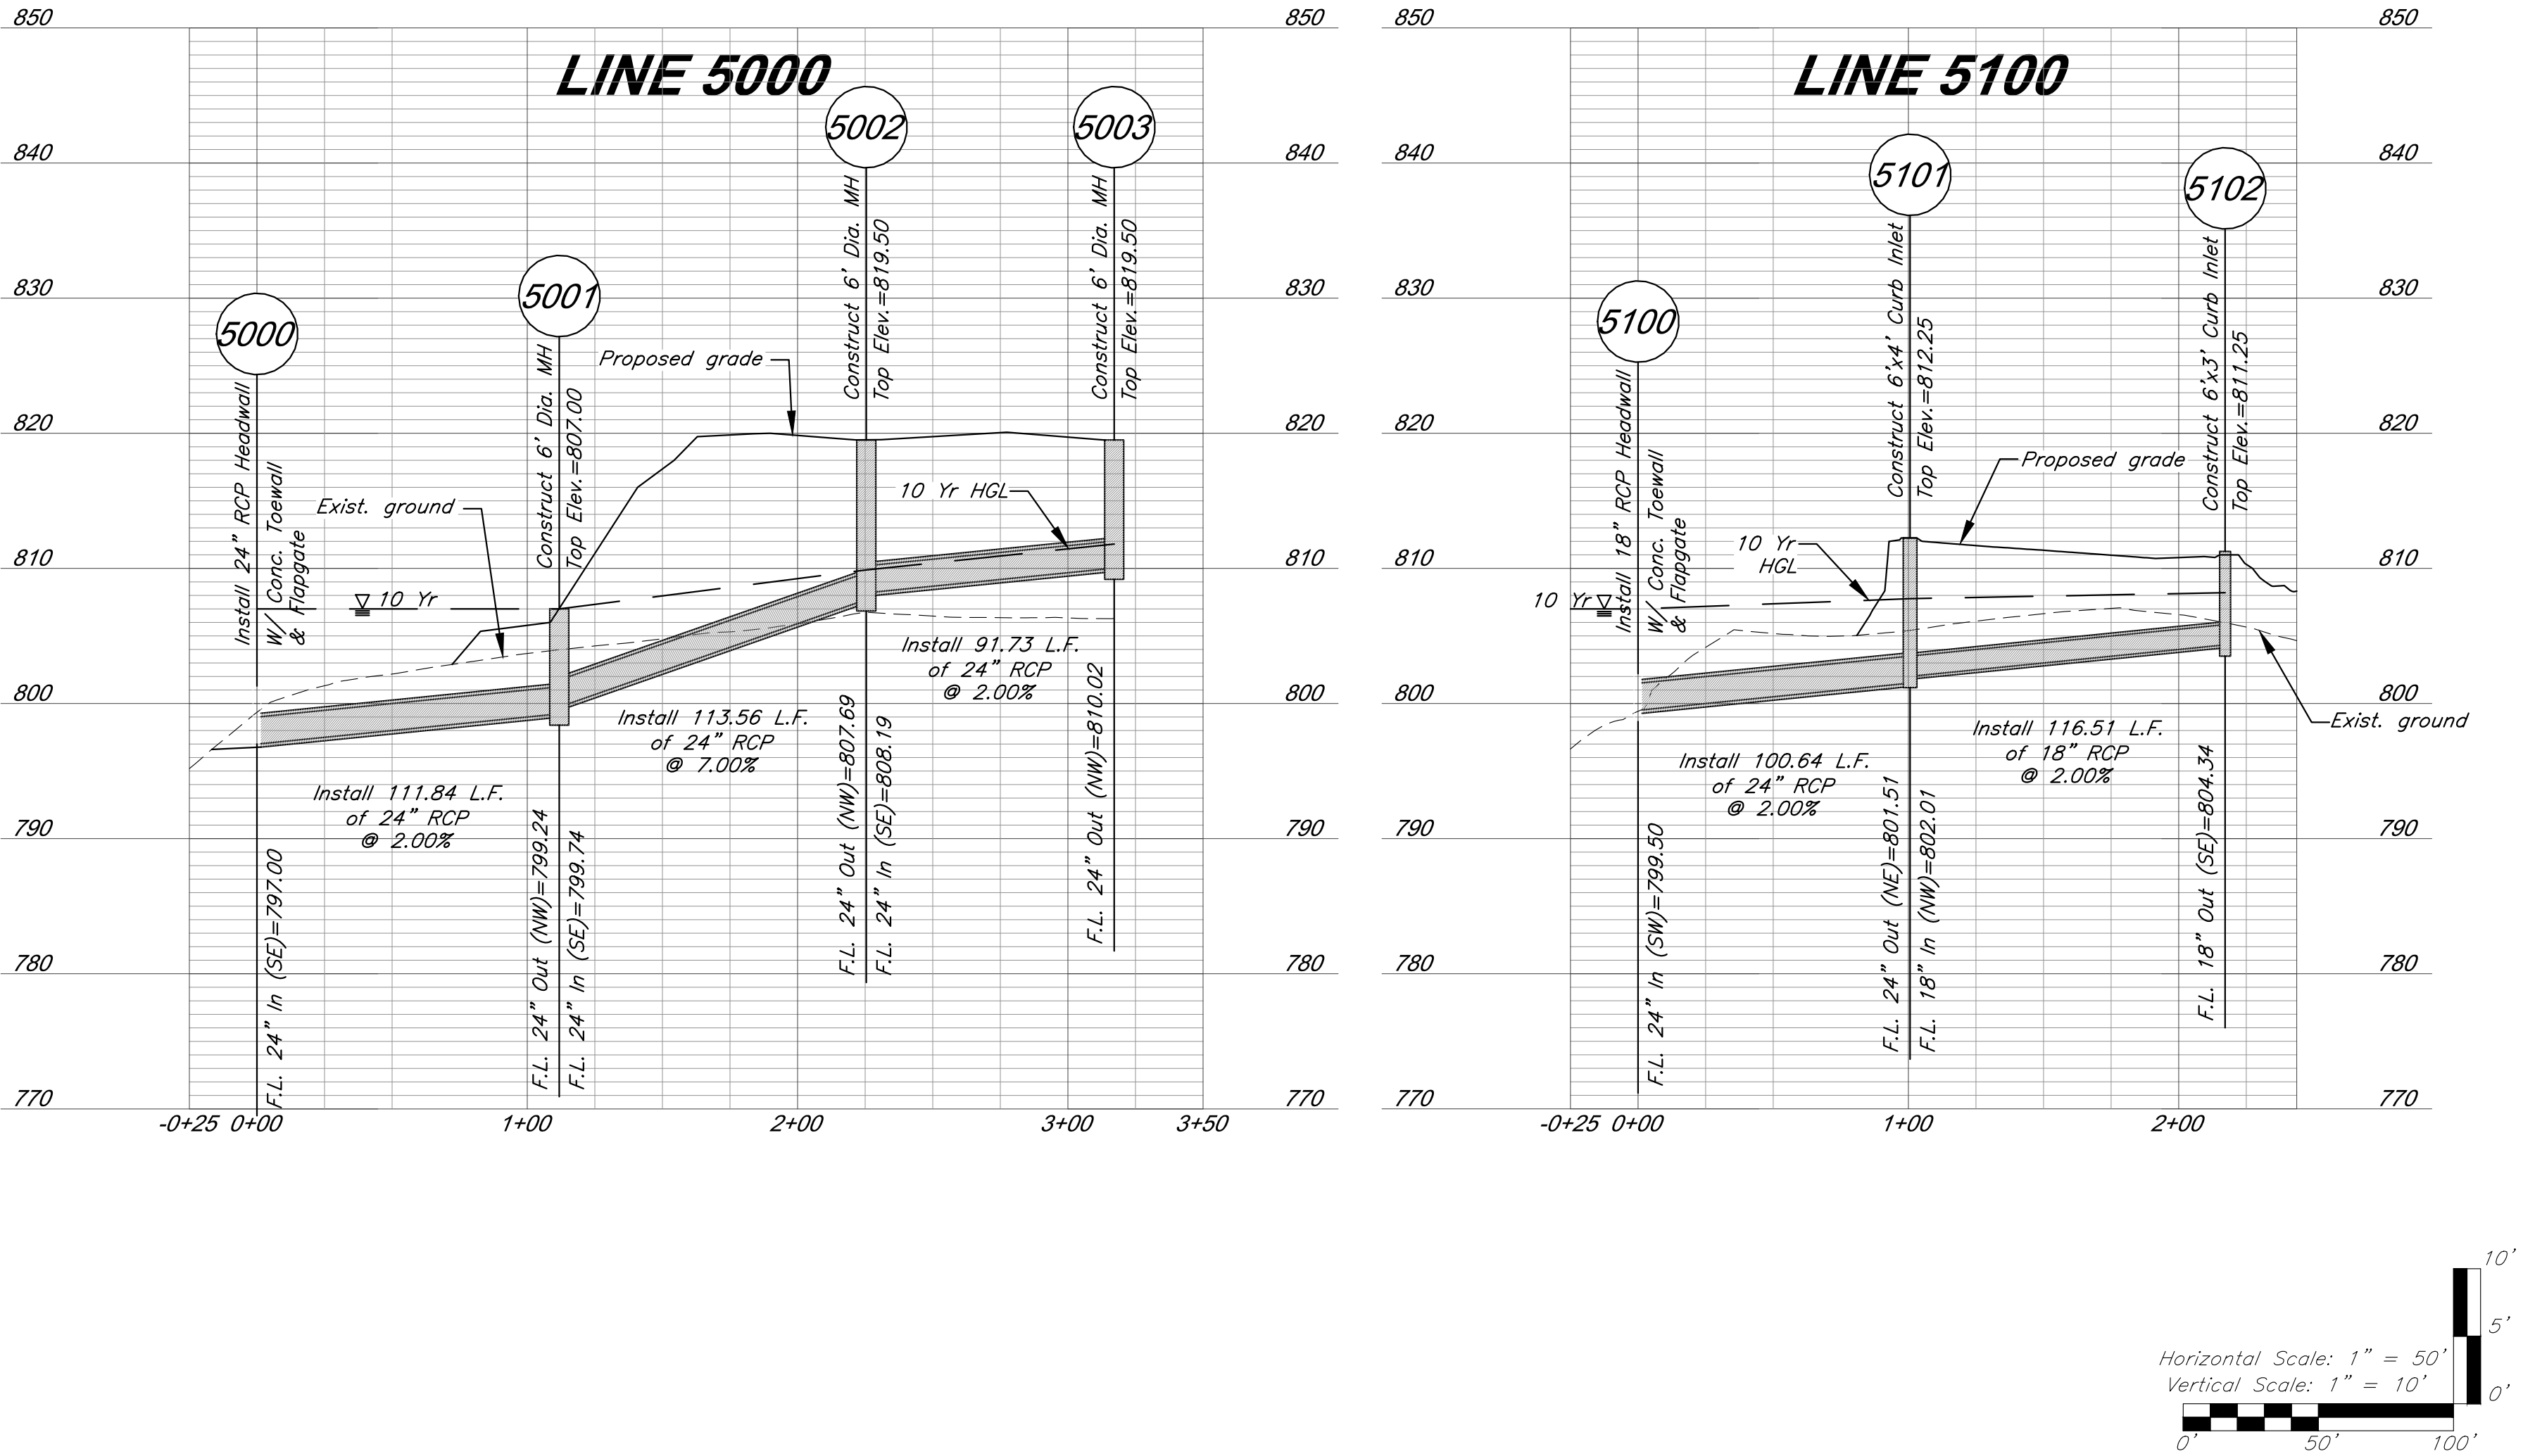 850
840
830
820
810
800
790
780
770
LINE 5000
5000
Install 24" RCP Headwall
W/ Conc. Toewall
& Flapgate
F.L. 24" In (SE)=797.00
10 Yr
Exist. ground
Install 111.84 L.F.
of 24" RCP
@ 2.00%
5001
Construct 6' Dia. MH
Top Elev.=807.00
F.L. 24" Out (NW)=799.24
F.L. 24" In (SE)=799.74
Proposed grade
Install 113.56 L.F.
of 24" RCP
@ 7.00%
5002
Construct 6' Dia. MH
Top Elev.=819.50
F.L. 24" Out (NW)=807.69
F.L. 24" In (SE)=808.19
10 Yr HGL
Install 91.73 L.F.
of 24" RCP
@ 2.00%
5003
Construct 6' Dia. MH
Top Elev.=819.50
F.L. 24" Out (NW)=810.02
850
840
830
820
810
800
790
780
770
-0+25 0+00 1+00 2+00 3+00 3+50
850
840
830
820
810
800
790
780
770
LINE 5100
5100
Install 18" RCP Headwall
W/ Conc. Toewall
& Flapgate
F.L. 24" In (SW)=799.50
10 Yr
10 Yr
HGL
Install 100.64 L.F.
of 24" RCP
@ 2.00%
5101
Construct 6'x4' Curb Inlet
Top Elev.=812.25
F.L. 24" Out (NE)=801.51
F.L. 18" In (NW)=802.01
Proposed grade
Install 116.51 L.F.
of 18" RCP
@ 2.00%
5102
Construct 6'x3' Curb Inlet
Top Elev.=811.25
F.L. 18" Out (SE)=804.34
Exist. ground
850
840
830
820
810
800
790
780
770
-0+25 0+00 1+00 2+00
10'
5'
0'
Horizontal Scale: 1" = 50'
Vertical Scale: 1" = 10'
0' 50' 100'